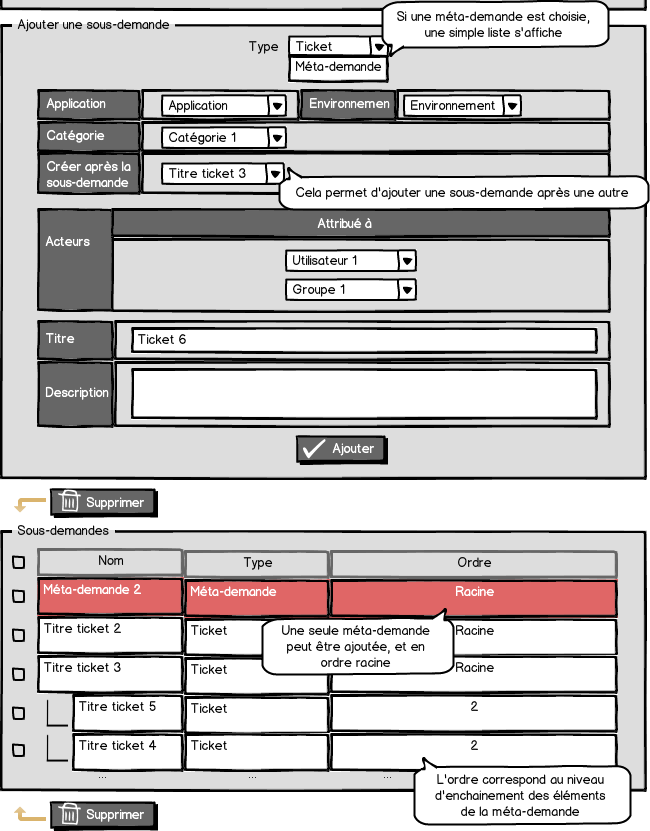 Ajouter une sous-demande
Si une méta-demande est choisie,
une simple liste s'affiche
Type
Ticket
Méta-demande
Application
Application
Environnemen
Environnement
Catégorie
Catégorie 1
Créer après la
sous-demande
Titre ticket 3
Cela permet d'ajouter une sous-demande après une autre
Acteurs
Attribué à
Utilisateur 1
Groupe 1
Titre
Ticket 6
Description
Ajouter
Supprimer
Sous-demandes
Nom
Type
Ordre
Méta-demande 2
Méta-demande
Racine
Titre ticket 2
Ticket
Racine
Une seule méta-demande
peut être ajoutée, et en
ordre racine
Titre ticket 3
Ticket
Racine
Titre ticket 5
Ticket
2
Titre ticket 4
Ticket
2
...
...
...
L'ordre correspond au niveau
d'enchainement des éléments
de la méta-demande
Supprimer